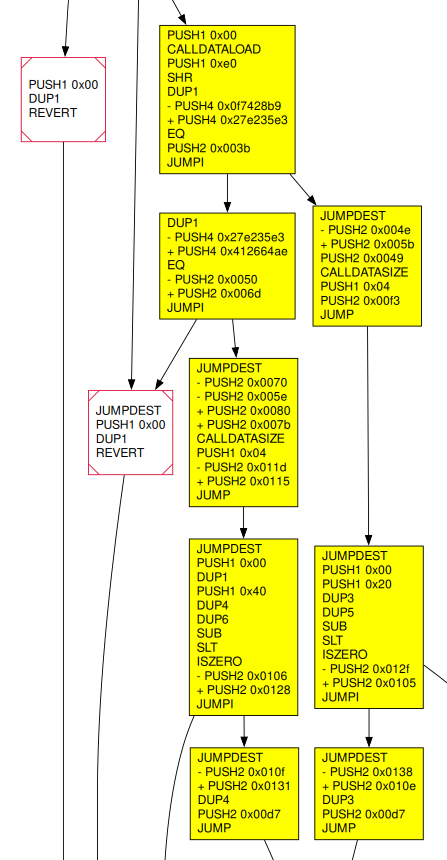 PUSH1 0x00
CALLDATALOAD
PUSH1 0xe0
SHR
DUP1
- PUSH4 0x0f7428b9
+ PUSH4 0x27e235e3
EQ
PUSH2 0x003b
JUMPI
PUSH1 0x00
DUP1
REVERT
DUP1
- PUSH4 0x27e235e3
+ PUSH4 0x412664ae
EQ
- PUSH2 0x0050
+ PUSH2 0x006d
JUMPI
JUMPDEST
- PUSH2 0x004e
+ PUSH2 0x005b
PUSH2 0x0049
CALLDATASIZE
PUSH1 0x04
PUSH2 0x00f3
JUMP
JUMPDEST
PUSH1 0x00
DUP1
REVERT
JUMPDEST
- PUSH2 0x0070
- PUSH2 0x005e
+ PUSH2 0x0080
+ PUSH2 0x007b
CALLDATASIZE
PUSH1 0x04
- PUSH2 0x011d
+ PUSH2 0x0115
JUMP
JUMPDEST
PUSH1 0x00
DUP1
PUSH1 0x40
DUP4
DUP6
SUB
SLT
ISZERO
- PUSH2 0x0106
+ PUSH2 0x0128
JUMPI
JUMPDEST
PUSH1 0x00
PUSH1 0x20
DUP3
DUP5
SUB
SLT
ISZERO
- PUSH2 0x012f
+ PUSH2 0x0105
JUMPI
JUMPDEST
- PUSH2 0x010f
+ PUSH2 0x0131
DUP4
PUSH2 0x00d7
JUMP
JUMPDEST
- PUSH2 0x0138
+ PUSH2 0x010e
DUP3
PUSH2 0x00d7
JUMP